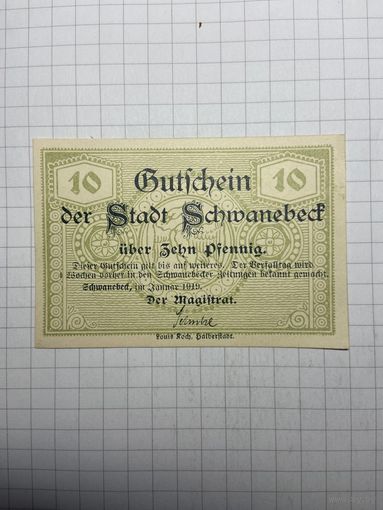 10 Gutschein 10
der Stadt Schwanebeck
über Zehn Pfennig.
Dieser Gutschein gilt bis auf weiteres. Der Verfalltag wird
4 Wochen vorher in den Schwanebecker Zeitungen bekannt gemacht.
Schwanebeck, im Januar 1919.
Der Magistrat.
Louis Koch, Halberstadt.